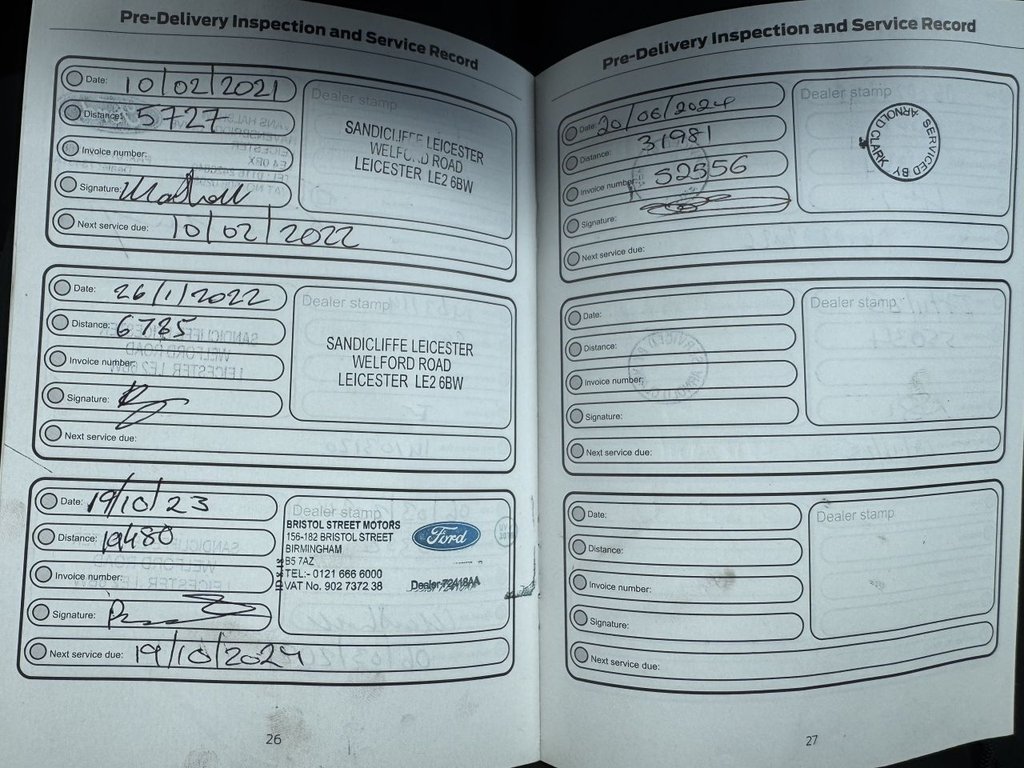 Pre-Delivery Inspection and Service Record
Date: 10/02/2021
Distance: 5727
Invoice number:
Signature:
Next service due: 10/02/2022
Dealer stamp
SANDICLIFFE LEICESTER
WELFORD ROAD
LEICESTER LE2 6BW
Date: 26/1/2022
Distance: 6785
Invoice number:
Signature:
Next service due:
Dealer stamp
SANDICLIFFE LEICESTER
WELFORD ROAD
LEICESTER LE2 6BW
Date: 19/10/23
Distance: 19480
Invoice number:
Signature:
Next service due: 19/10/2024
Dealer stamp
BRISTOL STREET MOTORS
156-182 BRISTOL STREET
BIRMINGHAM
B5 7AZ
TEL:- 0121 666 6000
VAT No. 902 7372 38
Ford
Dealer 72418AA
26
Pre-Delivery Inspection and Service Record
Date: 20/06/2024
Distance: 31981
Invoice number: 52556
Signature:
Next service due:
Dealer stamp
SERVICED BY
ARNOLD CLARK
Date:
Distance:
Invoice number:
Signature:
Next service due:
Dealer stamp
Date:
Distance:
Invoice number:
Signature:
Next service due:
Dealer stamp
27